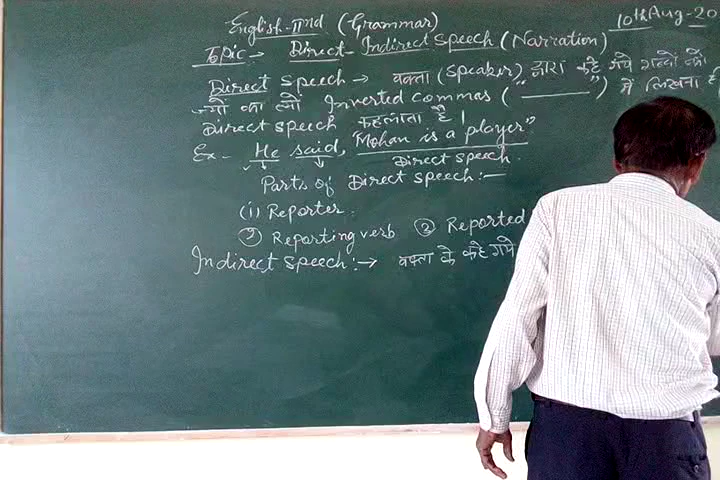 English-IInd (Grammar)
10th Aug-20
Topic:- Direct-Indirect Speech (Narration)
Direct Speech → वक्ता (Speaker) द्वारा कहे गये शब्दों को
ज्यों का त्यों Inverted commas ("______") में लिखना ही
Direct speech कहलाता है।
Ex- He said, "Mohan is a player"
Direct speech.
Parts of Direct speech:-
(i) Reporter.
② Reporting verb ③ Reported
Indirect speech:→ वक्ता के कहे गये